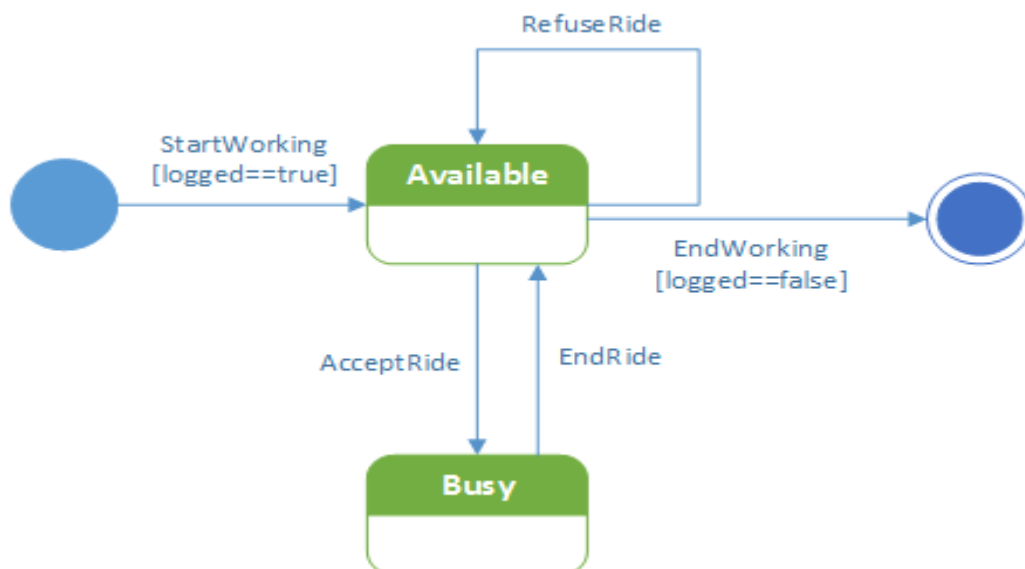 RefuseRide
StartWorking
[logged==true]
Available
EndWorking
[logged==false]
AcceptRide
EndRide
Busy